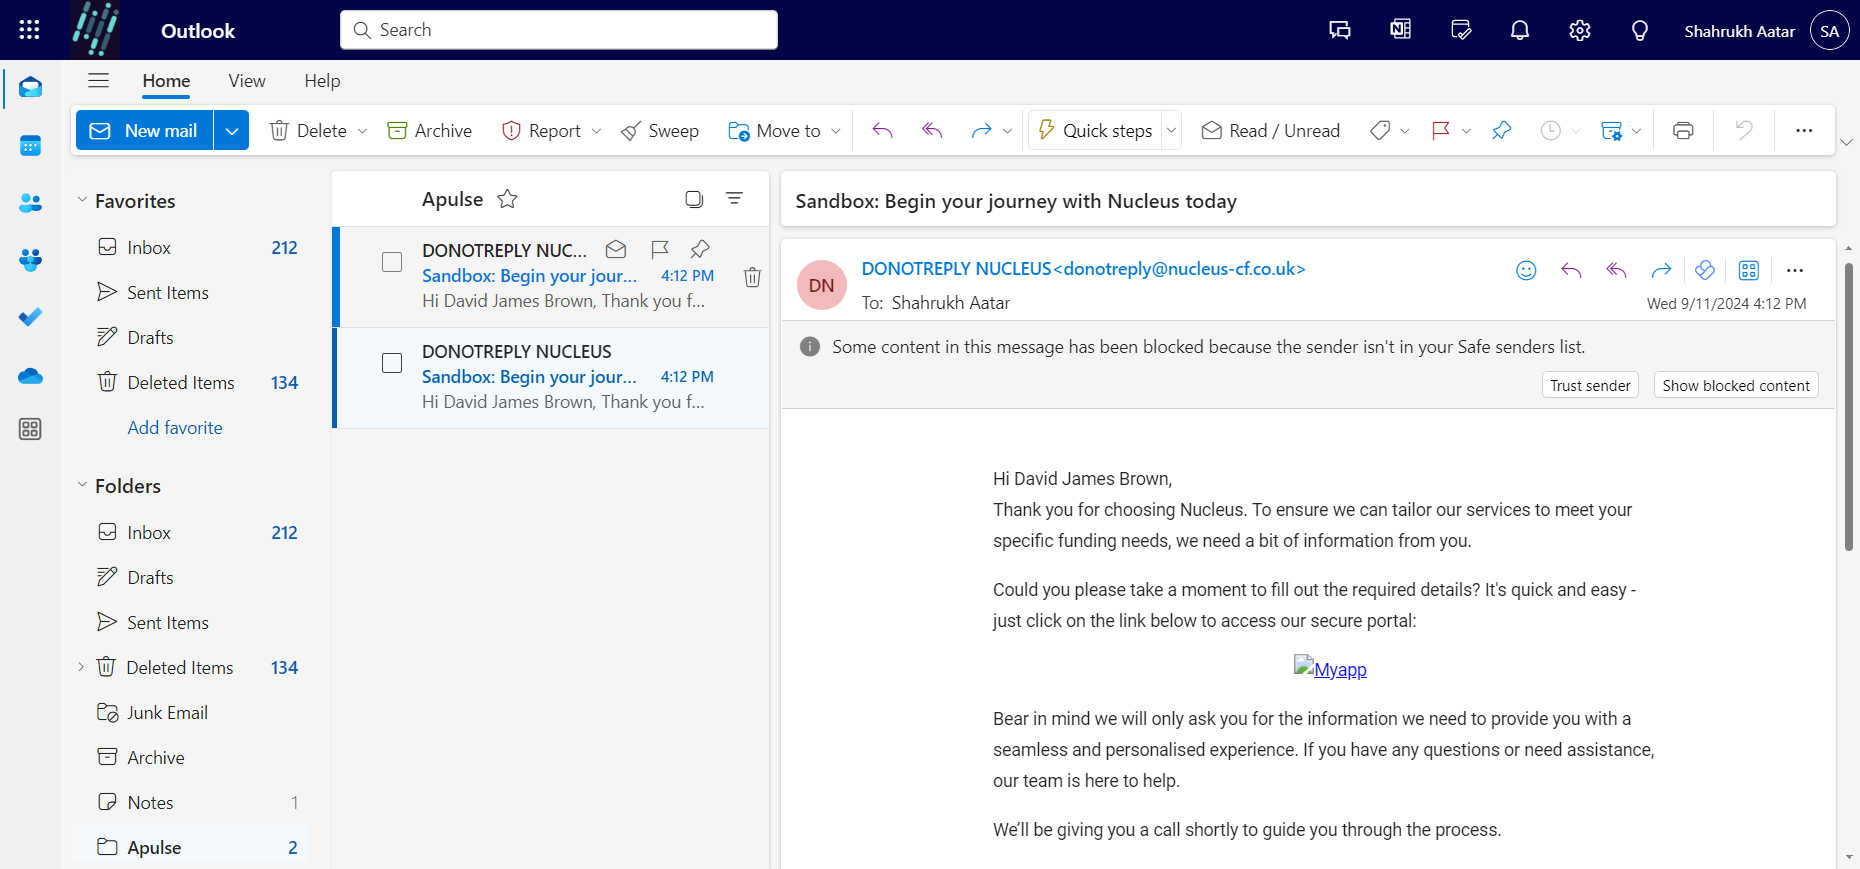 Outlook
Search
Shahrukh Aatar
SA
Home
View
Help
New mail
Delete
Archive
Report
Sweep
Move to
Quick steps
Read / Unread
Favorites
Inbox 212
Sent Items
Drafts
Deleted Items 134
Add favorite
Folders
Inbox 212
Drafts
Sent Items
Deleted Items 134
Junk Email
Archive
Notes 1
Apulse 2
Apulse
DONOTREPLY NUC...
Sandbox: Begin your jour... 4:12 PM
Hi David James Brown, Thank you f...
DONOTREPLY NUCLEUS
Sandbox: Begin your jour... 4:12 PM
Hi David James Brown, Thank you f...
Sandbox: Begin your journey with Nucleus today
DN
DONOTREPLY NUCLEUS<donotreply@nucleus-cf.co.uk>
To: Shahrukh Aatar
Wed 9/11/2024 4:12 PM
Some content in this message has been blocked because the sender isn't in your Safe senders list.
Trust sender
Show blocked content
Hi David James Brown,
Thank you for choosing Nucleus. To ensure we can tailor our services to meet your
specific funding needs, we need a bit of information from you.
Could you please take a moment to fill out the required details? It's quick and easy -
just click on the link below to access our secure portal:
Myapp
Bear in mind we will only ask you for the information we need to provide you with a
seamless and personalised experience. If you have any questions or need assistance,
our team is here to help.
We’ll be giving you a call shortly to guide you through the process.